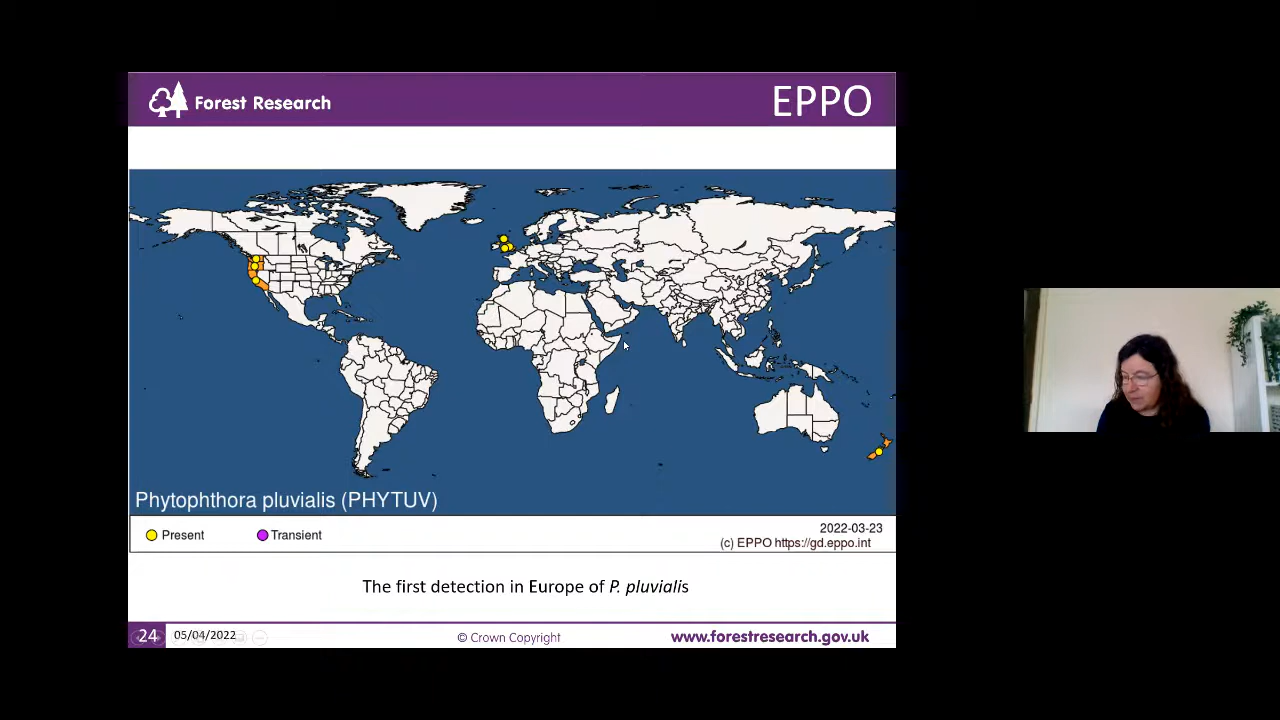 Forest Research
EPPO
Phytophthora pluvialis (PHYTUV)
Present
Transient
2022-03-23
(c) EPPO https://gd.eppo.int
The first detection in Europe of P. pluvialis
24
05/04/2022
© Crown Copyright
www.forestresearch.gov.uk